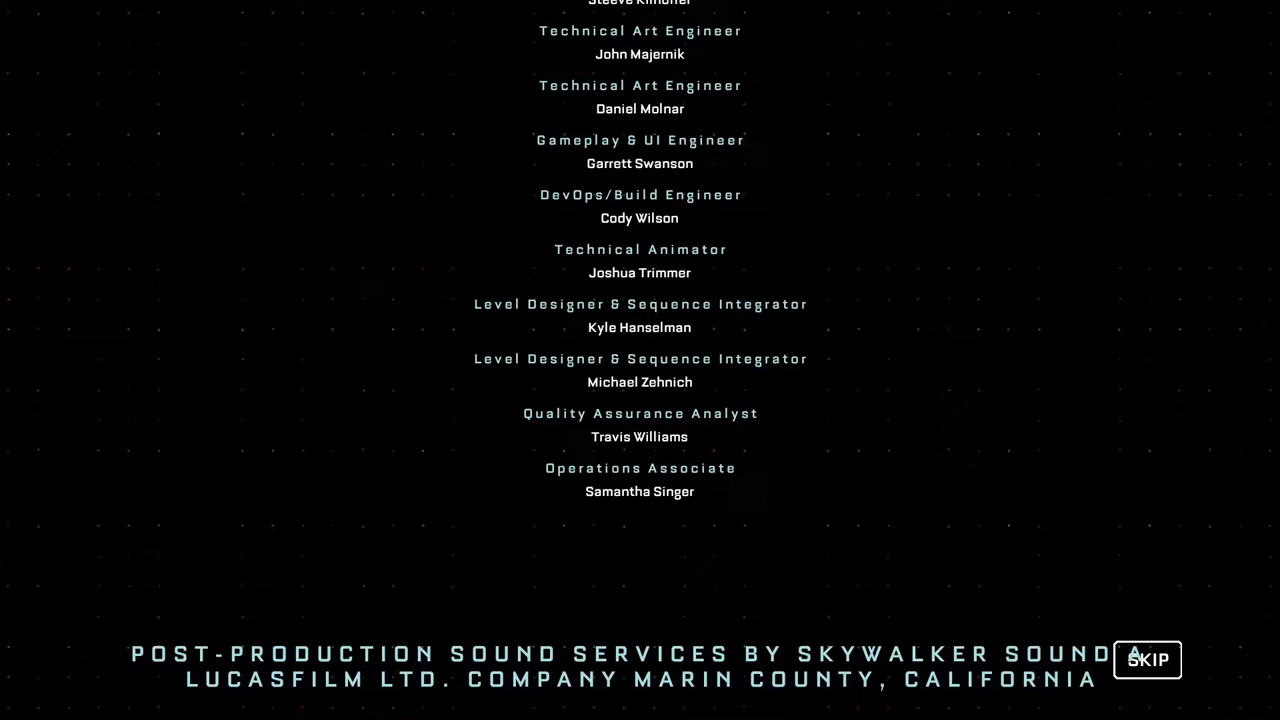 Technical Art Engineer
John Majernik
Technical Art Engineer
Daniel Molnar
Gameplay & UI Engineer
Garrett Swanson
DevOps/Build Engineer
Cody Wilson
Technical Animator
Joshua Trimmer
Level Designer & Sequence Integrator
Kyle Hanselman
Level Designer & Sequence Integrator
Michael Zehnich
Quality Assurance Analyst
Travis Williams
Operations Associate
Samantha Singer
POST-PRODUCTION SOUND SERVICES BY SKYWALKER SOUND A
SKIP
LUCASFILM LTD. COMPANY MARIN COUNTY, CALIFORNIA